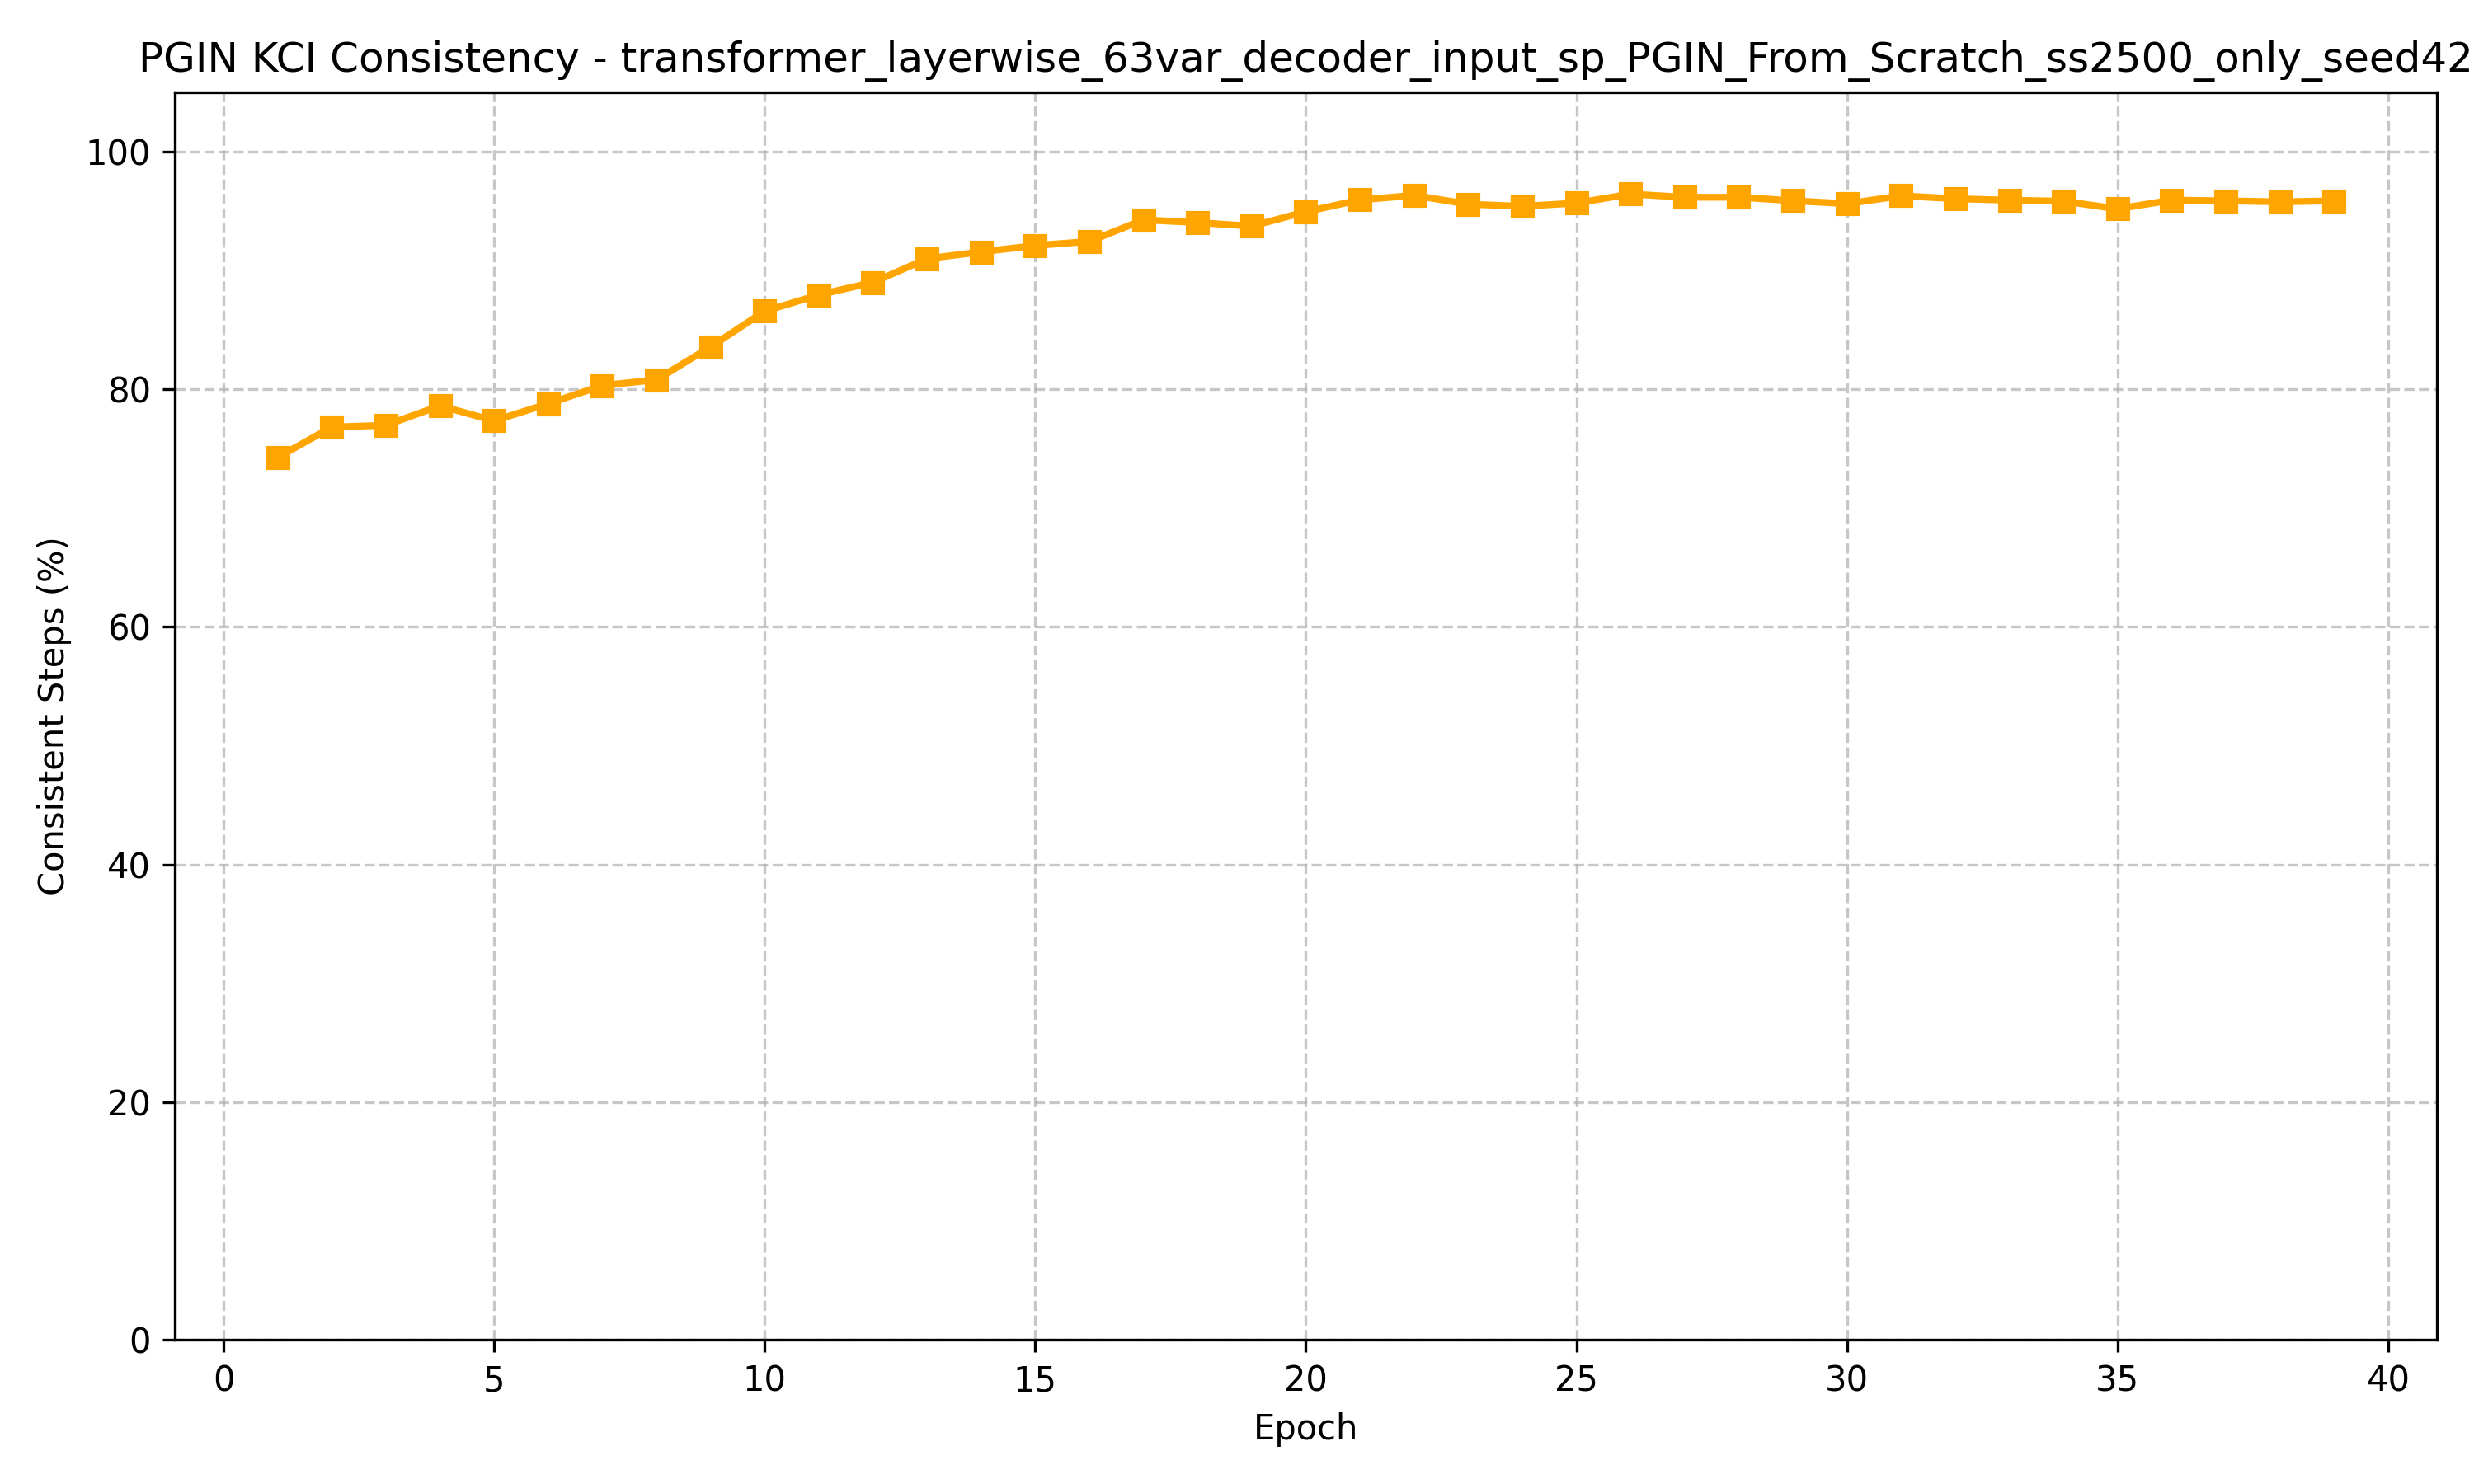 PGIN KCI Consistency - transformer_layerwise_63var_decoder_input_sp_PGIN_From_Scratch_ss2500_only_seed42
100
80
60
40
20
0
Consistent Steps (%)
0 5 10 15 20 25 30 35 40
Epoch